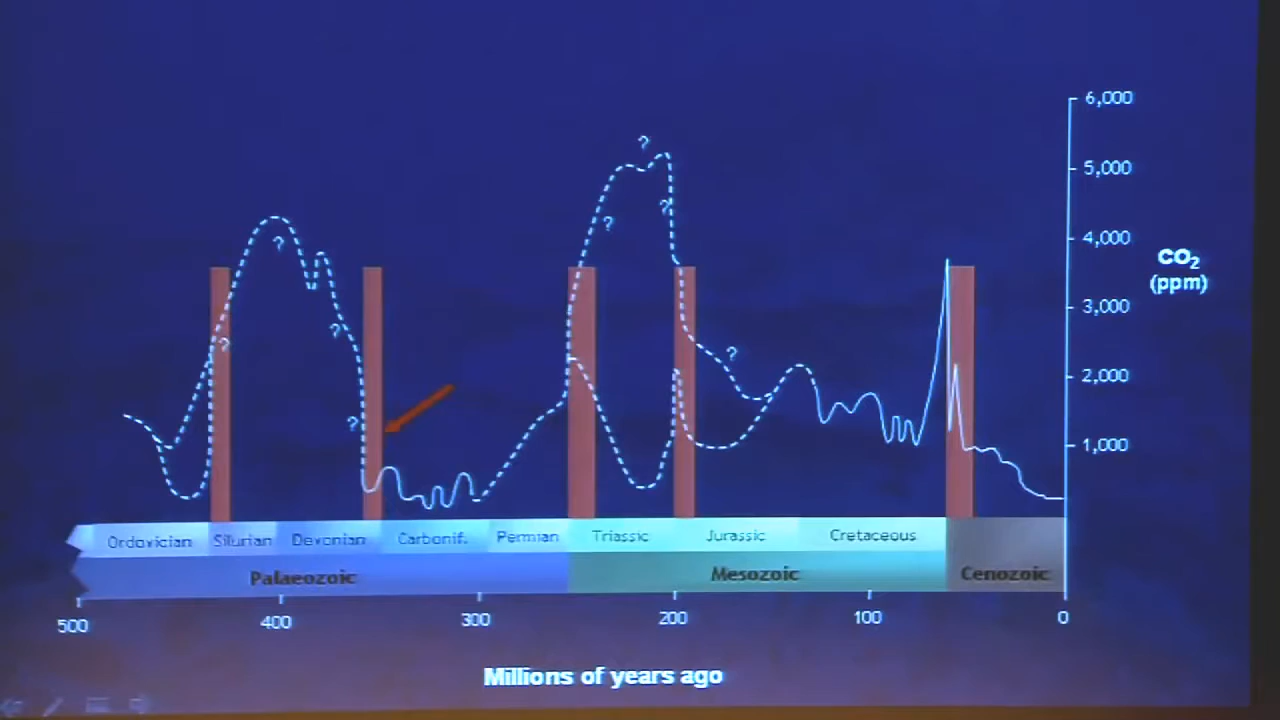 6,000
5,000
4,000
CO₂
(ppm)
3,000
2,000
1,000
?
?
?
?
?
?
?
?
Ordovician Silurian Devonian Carbonif. Permian Triassic Jurassic Cretaceous
Palaeozoic Mesozoic Cenozoic
500 400 300 200 100 0
Millions of years ago